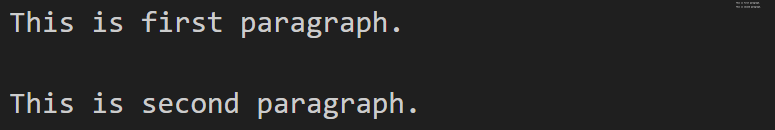 This is first paragraph.

This is second paragraph.